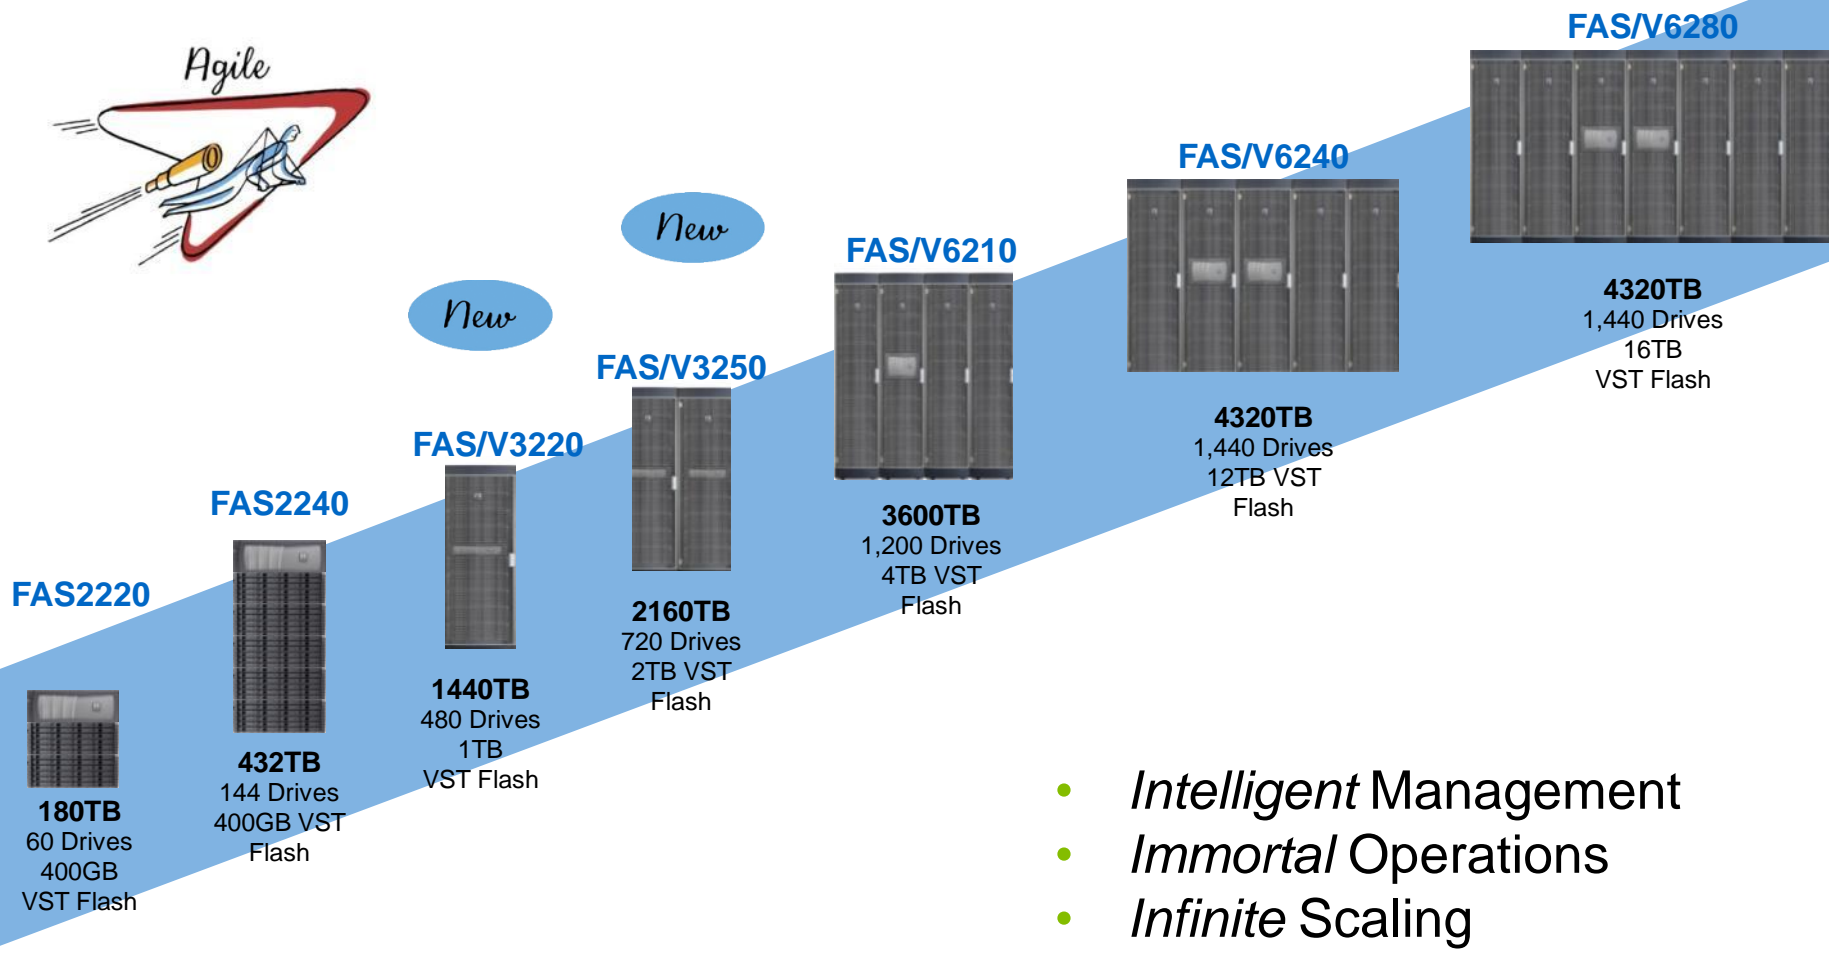 Agile
FAS2220
180TB
60 Drives
400GB
VST Flash
FAS2240
432TB
144 Drives
400GB VST
Flash
New
FAS/V3220
1440TB
480 Drives
1TB
VST Flash
New
FAS/V3250
2160TB
720 Drives
2TB VST
Flash
FAS/V6210
3600TB
1,200 Drives
4TB VST
Flash
FAS/V6240
4320TB
1,440 Drives
12TB VST
Flash
FAS/V6280
4320TB
1,440 Drives
16TB
VST Flash
• Intelligent Management
• Immortal Operations
• Infinite Scaling